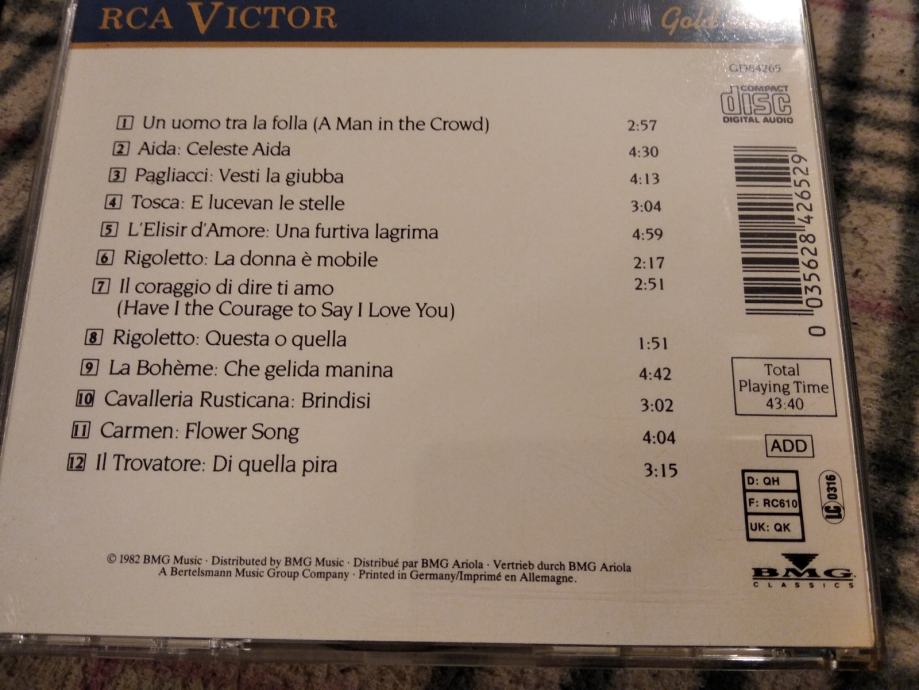 RCA VICTOR
Gold
GD84265
COMPACT
disc
DIGITAL AUDIO
1 Un uomo tra la folla (A Man in the Crowd) 2:57
2 Aida: Celeste Aida 4:30
3 Pagliacci: Vesti la giubba 4:13
4 Tosca: E lucevan le stelle 3:04
5 L'Elisir d'Amore: Una furtiva lagrima 4:59
6 Rigoletto: La donna è mobile 2:17
7 Il coraggio di dire ti amo 2:51
(Have I the Courage to Say I Love You)
8 Rigoletto: Questa o quella 1:51
9 La Bohème: Che gelida manina 4:42
10 Cavalleria Rusticana: Brindisi 3:02
11 Carmen: Flower Song 4:04
12 Il Trovatore: Di quella pira 3:15
0 035628 426529
Total
Playing Time
43:40
ADD
D: QH
F: RC610
UK: QK
LC 0316
BMG
CLASSICS
© 1982 BMG Music · Distributed by BMG Music · Distribué par BMG Ariola · Vertrieb durch BMG Ariola
A Bertelsmann Music Group Company · Printed in Germany/Imprimé en Allemagne.